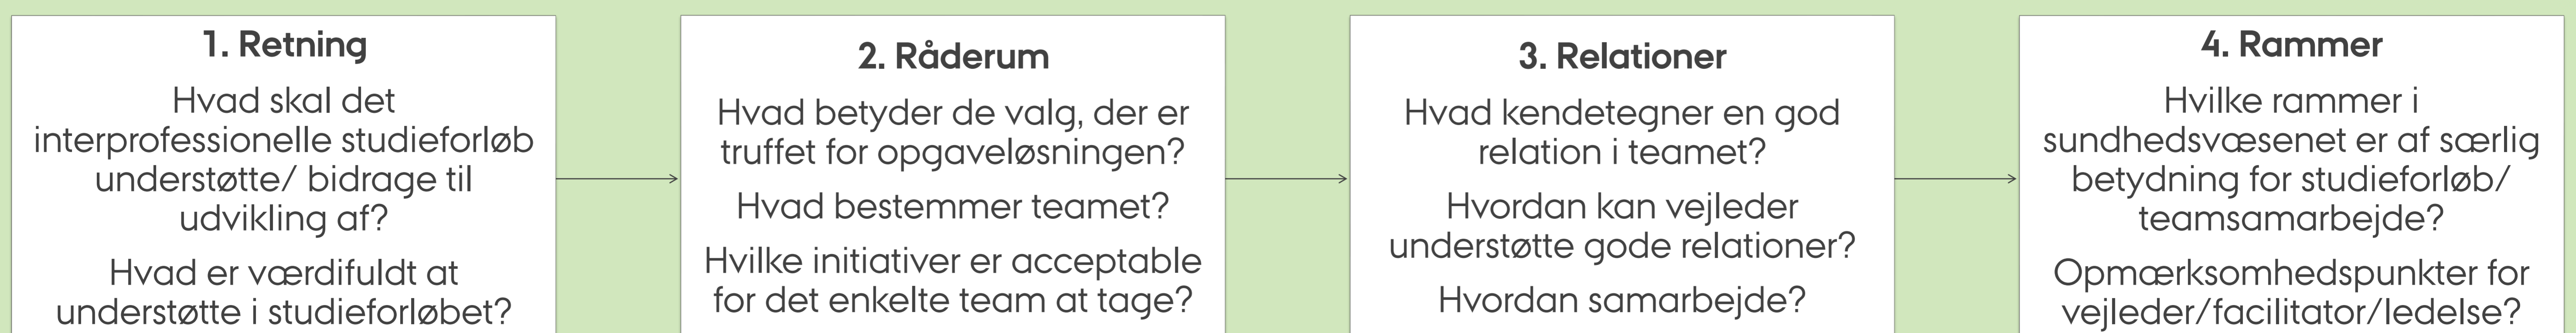 1. Retning
Hvad skal det
interprofessionelle studieforløb
understøtte/ bidrage til
udvikling af?
Hvad er værdifuldt at
understøtte i studieforløbet?
2. Råderum
Hvad betyder de valg, der er
truffet for opgaveløsningen?
Hvad bestemmer teamet?
Hvilke initiativer er acceptable
for det enkelte team at tage?
3. Relationer
Hvad kendetegner en god
relation i teamet?
Hvordan kan vejleder
understøtte gode relationer?
Hvordan samarbejde?
4. Rammer
Hvilke rammer i
sundhedsvæsenet er af særlig
betydning for studieforløb/
teamsamarbejde?
Opmærksomhedspunkter for
vejleder/facilitator/ledelse?